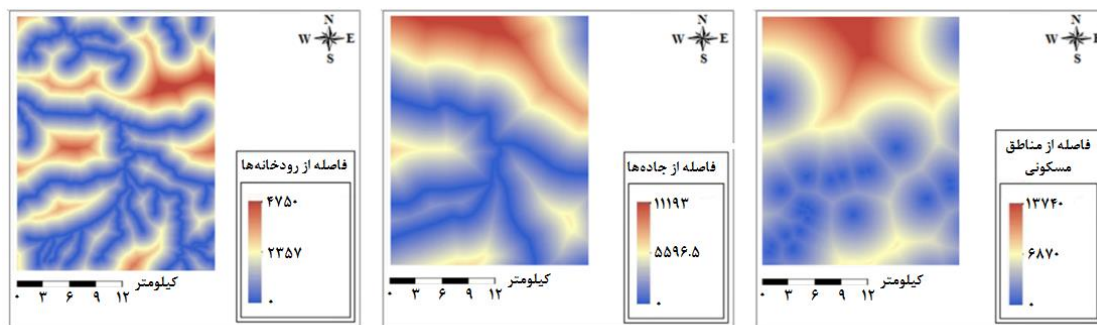 N
W E
S
فاصله از رودخانه‌ها
۴۷۵۰
۲۳۵۷
۰
کیلومتر
۰ ۳ ۶ ۹ ۱۲
N
W E
S
فاصله از جاده‌ها
۱۱۱۹۳
۵۵۹۶.۵
۰
کیلومتر
۰ ۳ ۶ ۹ ۱۲
N
W E
S
فاصله از مناطق
مسکونی
۱۳۷۴۰
۶۸۷۰
۰
کیلومتر
۰ ۳ ۶ ۹ ۱۲